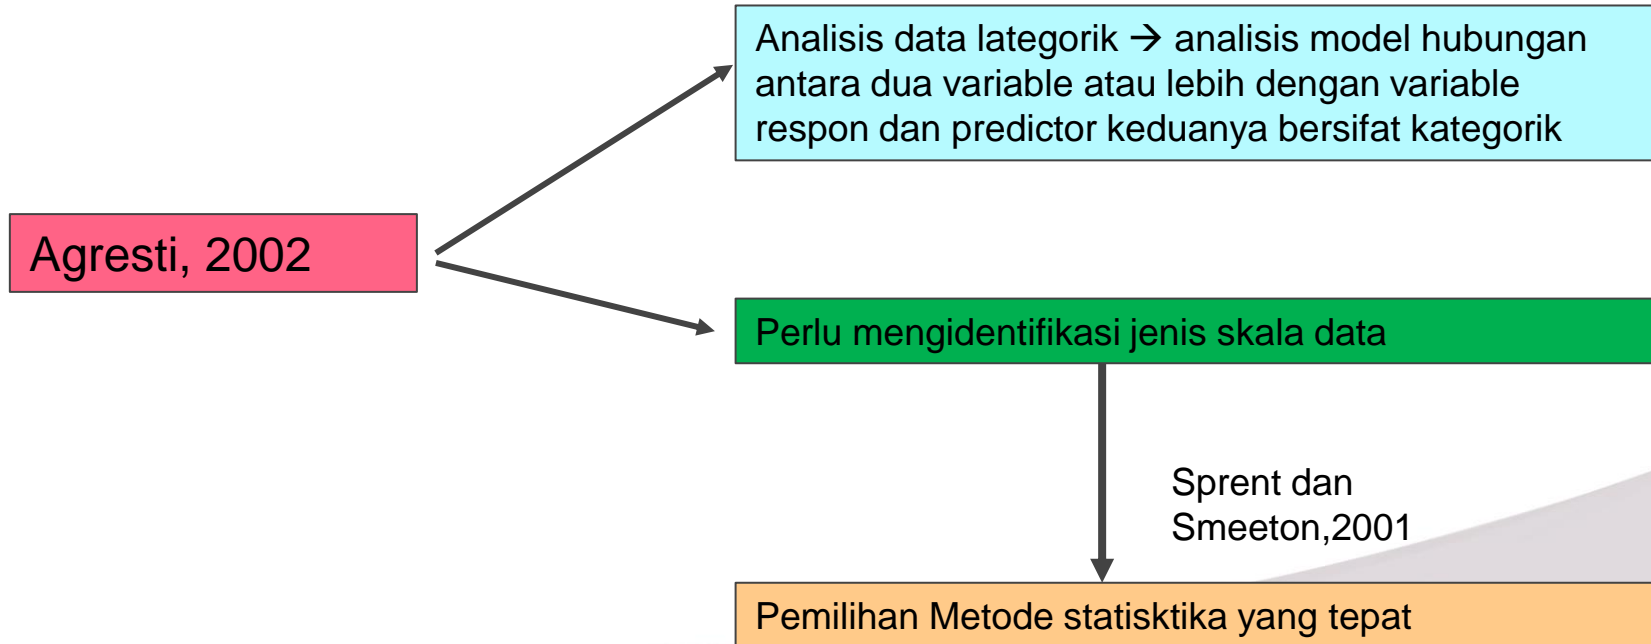 Analisis data lategorik → analisis model hubungan
antara dua variable atau lebih dengan variable
respon dan predictor keduanya bersifat kategorik
Agresti, 2002
Perlu mengidentifikasi jenis skala data
Sprent dan
Smeeton,2001
Pemilihan Metode statisktika yang tepat